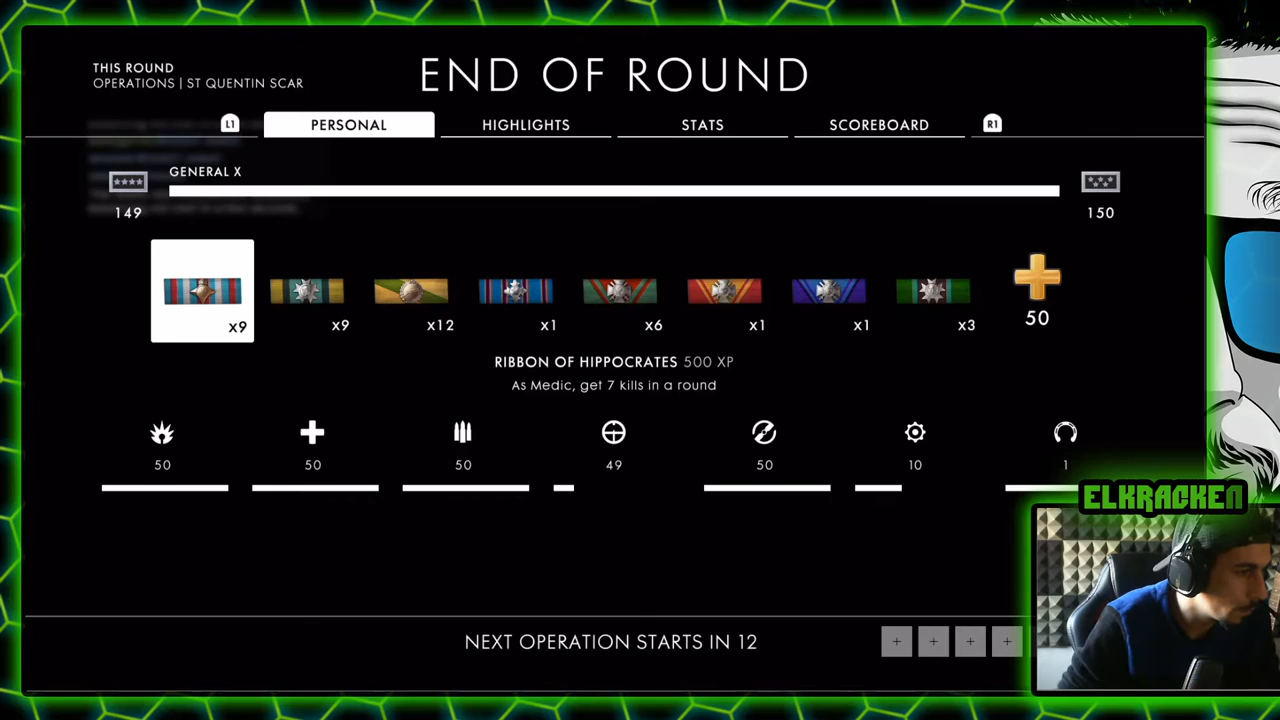 THIS ROUND
OPERATIONS | ST QUENTIN SCAR
END OF ROUND
L1
PERSONAL
HIGHLIGHTS
STATS
SCOREBOARD
R1
GENERAL X
149
150
x9
x9
x12
x1
x6
x1
x1
x3
50
RIBBON OF HIPPOCRATES 500 XP
As Medic, get 7 kills in a round
50
50
50
49
50
10
1
ELKRACKEN
NEXT OPERATION STARTS IN 12